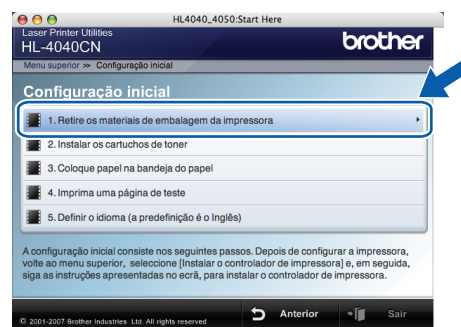 HL4040_4050:Start Here
Laser Printer Utilities
HL-4040CN
brother
Menu superior >> Configuração inicial
Configuração inicial
1. Retire os materiais de embalagem da impressora
2. Instalar os cartuchos de toner
3. Coloque papel na bandeja do papel
4. Imprima uma página de teste
5. Definir o idioma (a predefinição é o Inglês)
A configuração inicial consiste nos seguintes passos. Depois de configurar a impressora,
volte ao menu superior, seleccione [Instalar o controlador de impressora] e, em seguida,
siga as instruções apresentadas no ecrã, para instalar o controlador de impressora.
© 2001-2007 Brother Industries Ltd. All rights reserved
Anterior
Sair